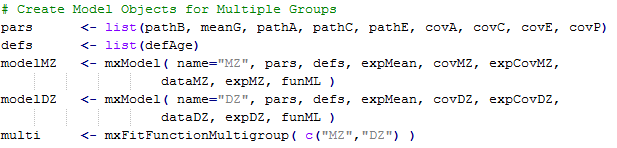 # Create Model Objects for Multiple Groups
pars <- list(pathB, meanG, pathA, pathC, pathE, covA, covC, covE, covP)
defs <- list(defAge)
modelMZ <- mxModel( name="MZ", pars, defs, expMean, covMZ, expCovMZ,
dataMZ, expMZ, funML )
modelDZ <- mxModel( name="DZ", pars, defs, expMean, covDZ, expCovDZ,
dataDZ, expDZ, funML )
multi <- mxFitFunctionMultigroup( c("MZ","DZ") )